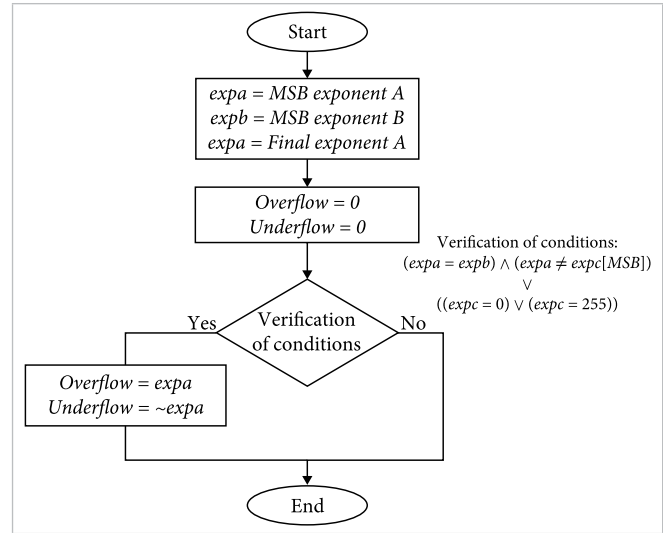 Start
expa = MSB exponent A
expb = MSB exponent B
expa = Final exponent A
Overflow = 0
Underflow = 0
Verification of conditions:
(expa = expb) ∧ (expa ≠ expc[MSB])
∨
((expc = 0) ∨ (expc = 255))
Yes
Verification
of conditions
No
Overflow = expa
Underflow = ~expa
End